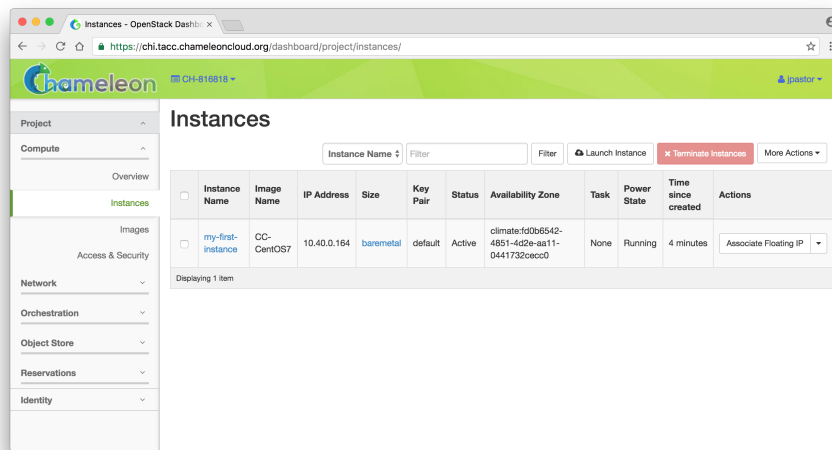 Instances - OpenStack Dashbo
https://chi.tacc.chameleoncloud.org/dashboard/project/instances/
Chameleon
CH-816818
jpastor
Project
Compute
Overview
Instances
Images
Access & Security
Network
Orchestration
Object Store
Reservations
Identity
Instances
Instance Name
Filter
Filter
Launch Instance
Terminate Instances
More Actions
Instance Name
Image Name
IP Address
Size
Key Pair
Status
Availability Zone
Task
Power State
Time since created
Actions
my-first-instance
CC-CentOS7
10.40.0.164
baremetal
default
Active
climate:fd0b6542-4851-4d2e-aa11-0441732cecc0
None
Running
4 minutes
Associate Floating IP
Displaying 1 item